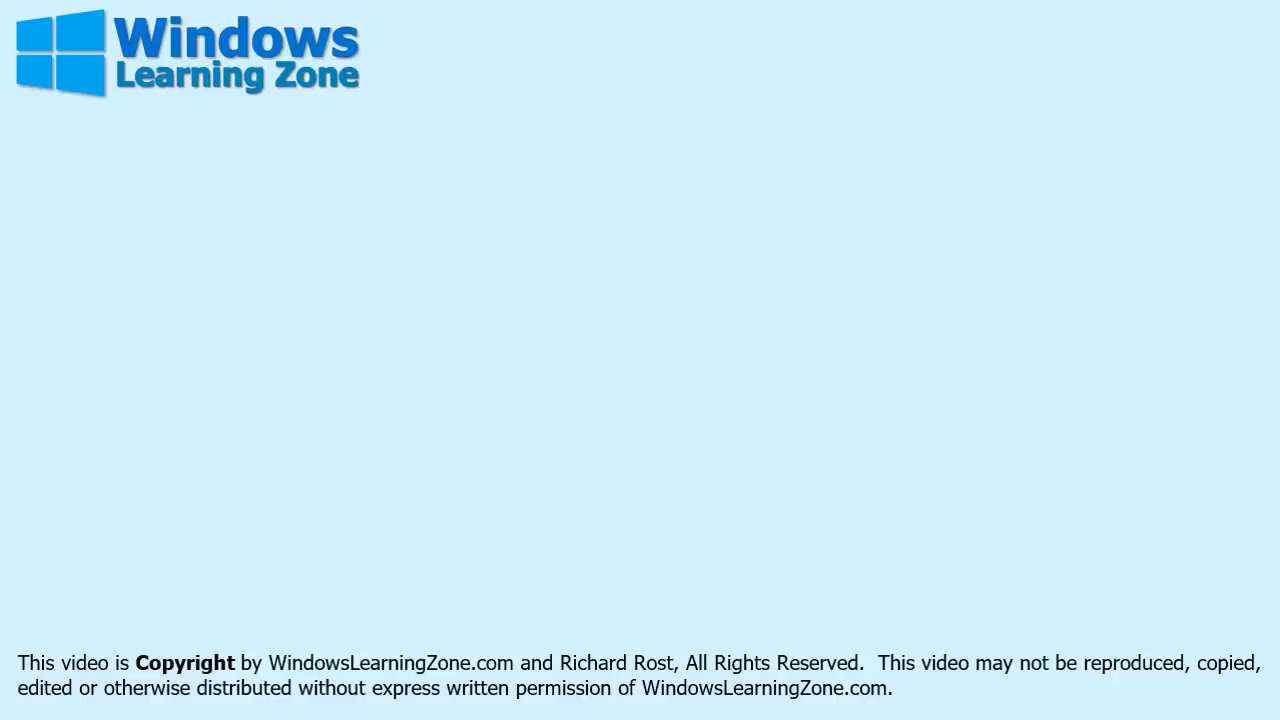 Windows
Learning Zone
This video is Copyright by WindowsLearningZone.com and Richard Rost, All Rights Reserved.  This video may not be reproduced, copied,
edited or otherwise distributed without express written permission of WindowsLearningZone.com.